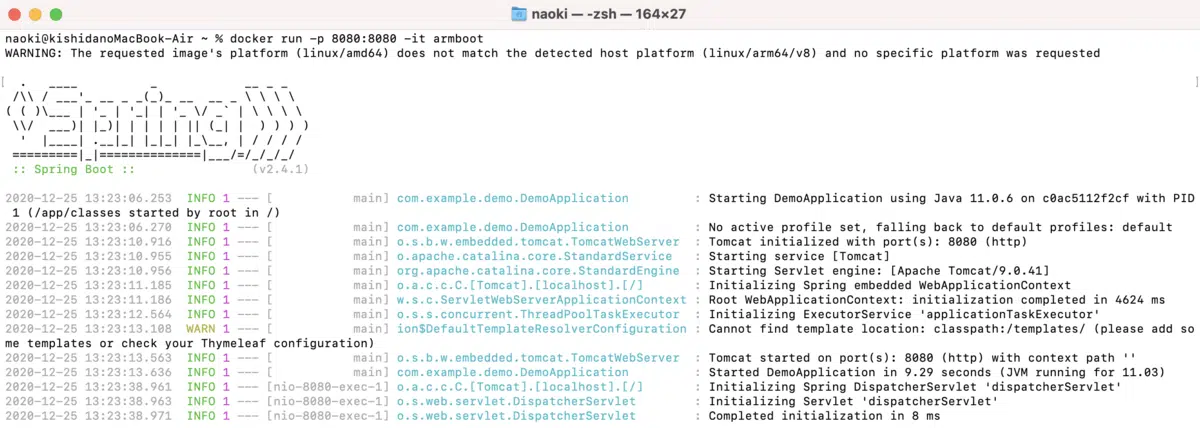 naoki — -zsh — 164×27
naoki@kishidanoMacBook-Air ~ % docker run -p 8080:8080 -it armboot
WARNING: The requested image's platform (linux/amd64) does not match the detected host platform (linux/arm64/v8) and no specific platform was requested
[                                                                                                                                                                  ]
  .   ____          _            __ _ _
 /\\ / ___'_ __ _ _(_)_ __  __ _ \ \ \ \
( ( )\___ | '_ | '_| | '_ \/ _` | \ \ \ \
 \\/  ___)| |_)| | | | | || (_| |  ) ) ) )
  '  |____| .__|_| |_|_| |_\__, | / / / /
 =========|_|==============|___/=/_/_/_/
 :: Spring Boot ::                (v2.4.1)
2020-12-25 13:23:06.253  INFO 1 --- [           main] com.example.demo.DemoApplication         : Starting DemoApplication using Java 11.0.6 on c0ac5112f2cf with PID
 1 (/app/classes started by root in /)
2020-12-25 13:23:06.270  INFO 1 --- [           main] com.example.demo.DemoApplication         : No active profile set, falling back to default profiles: default
2020-12-25 13:23:10.916  INFO 1 --- [           main] o.s.b.w.embedded.tomcat.TomcatWebServer  : Tomcat initialized with port(s): 8080 (http)
2020-12-25 13:23:10.955  INFO 1 --- [           main] o.apache.catalina.core.StandardService   : Starting service [Tomcat]
2020-12-25 13:23:10.956  INFO 1 --- [           main] org.apache.catalina.core.StandardEngine  : Starting Servlet engine: [Apache Tomcat/9.0.41]
2020-12-25 13:23:11.185  INFO 1 --- [           main] o.a.c.c.C.[Tomcat].[localhost].[/]       : Initializing Spring embedded WebApplicationContext
2020-12-25 13:23:11.186  INFO 1 --- [           main] w.s.c.ServletWebServerApplicationContext : Root WebApplicationContext: initialization completed in 4624 ms
2020-12-25 13:23:12.564  INFO 1 --- [           main] o.s.s.concurrent.ThreadPoolTaskExecutor  : Initializing ExecutorService 'applicationTaskExecutor'
2020-12-25 13:23:13.108  WARN 1 --- [           main] ion$DefaultTemplateResolverConfiguration : Cannot find template location: classpath:/templates/ (please add so
me templates or check your Thymeleaf configuration)
2020-12-25 13:23:13.563  INFO 1 --- [           main] o.s.b.w.embedded.tomcat.TomcatWebServer  : Tomcat started on port(s): 8080 (http) with context path ''
2020-12-25 13:23:13.636  INFO 1 --- [           main] com.example.demo.DemoApplication         : Started DemoApplication in 9.29 seconds (JVM running for 11.03)
2020-12-25 13:23:38.961  INFO 1 --- [nio-8080-exec-1] o.a.c.c.C.[Tomcat].[localhost].[/]       : Initializing Spring DispatcherServlet 'dispatcherServlet'
2020-12-25 13:23:38.963  INFO 1 --- [nio-8080-exec-1] o.s.web.servlet.DispatcherServlet        : Initializing Servlet 'dispatcherServlet'
2020-12-25 13:23:38.971  INFO 1 --- [nio-8080-exec-1] o.s.web.servlet.DispatcherServlet        : Completed initialization in 8 ms